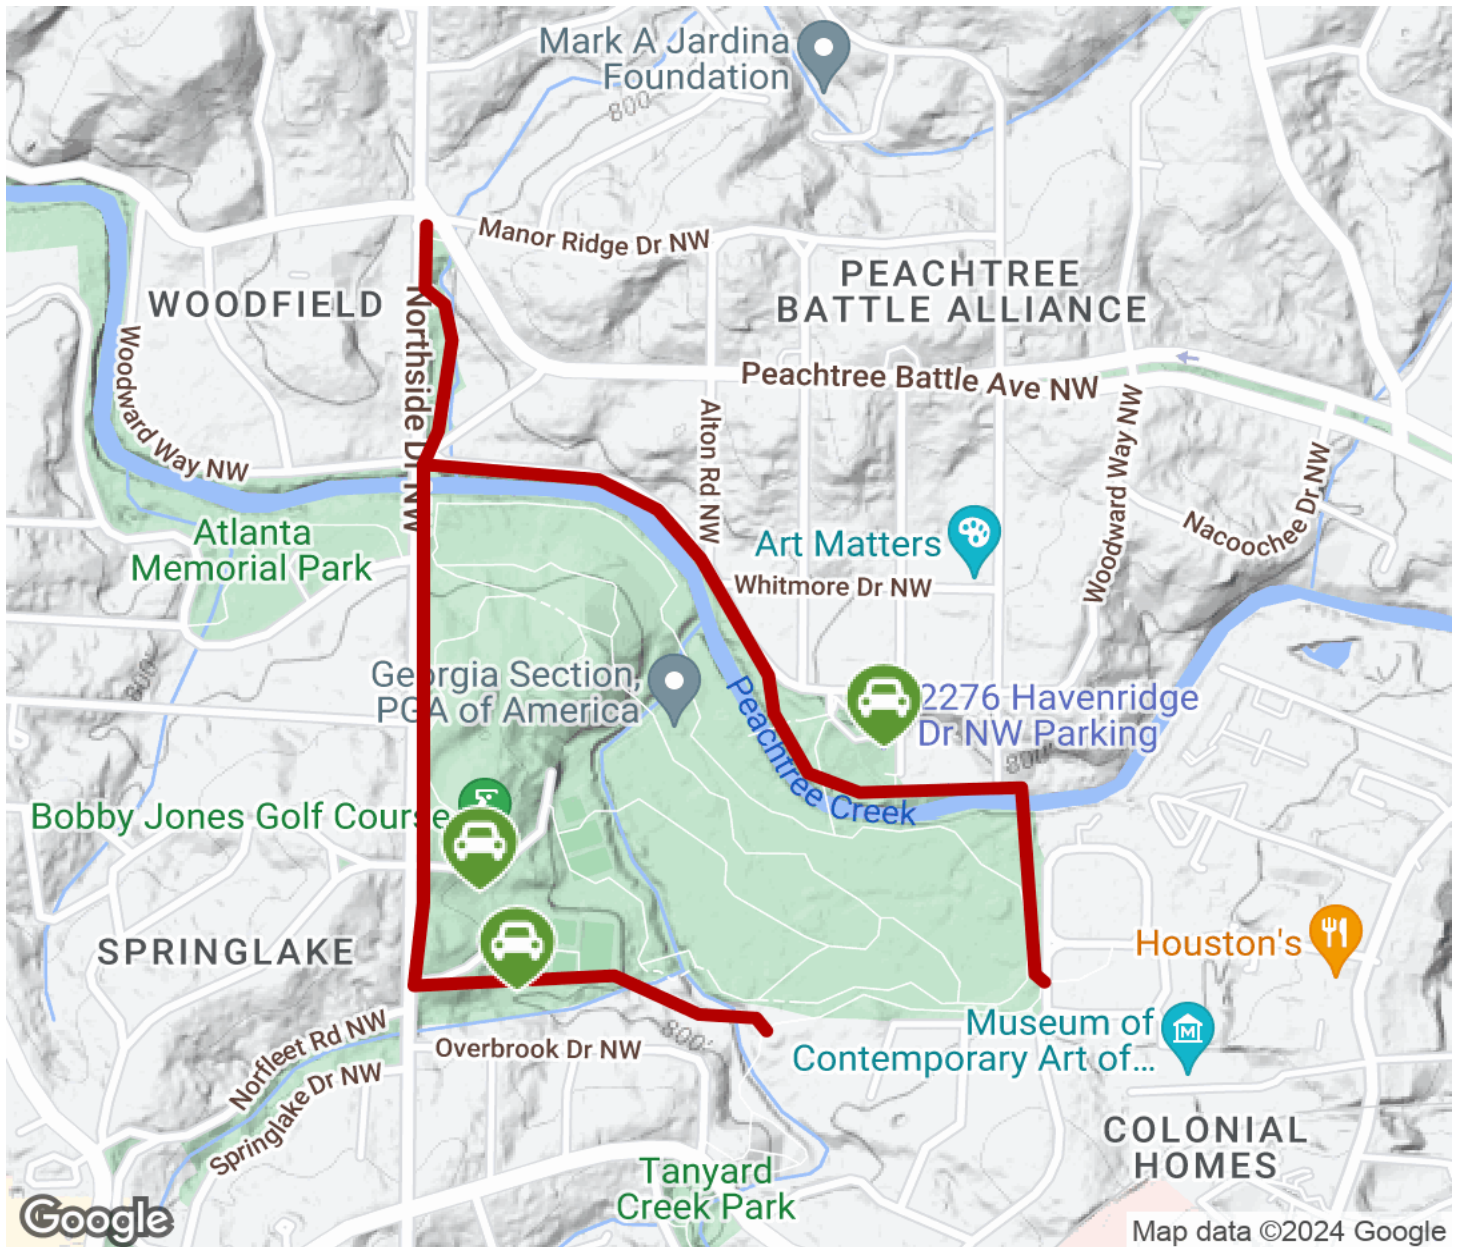 Mark A Jardina
Foundation
800
Manor Ridge Dr NW
PEACHTREE
BATTLE ALLIANCE
WOODFIELD
Northside Dr NW
Woodward Way NW
Peachtree Battle Ave NW
Alton Rd NW
Woodward Way NW
Nacoochee Dr NW
Atlanta
Memorial Park
Art Matters
Whitmore Dr NW
800'
Georgia Section,
PGA of America
2276 Havenridge
Dr NW Parking
800'
Peachtree Creek
Bobby Jones Golf Course
SPRINGLAKE
Houston's
Norfleet Rd NW
Springlake Dr NW
Overbrook Dr NW
800'
Museum of
Contemporary Art of...
M
COLONIAL
HOMES
Tanyard
Creek Park
Google
Map data ©2024 Google